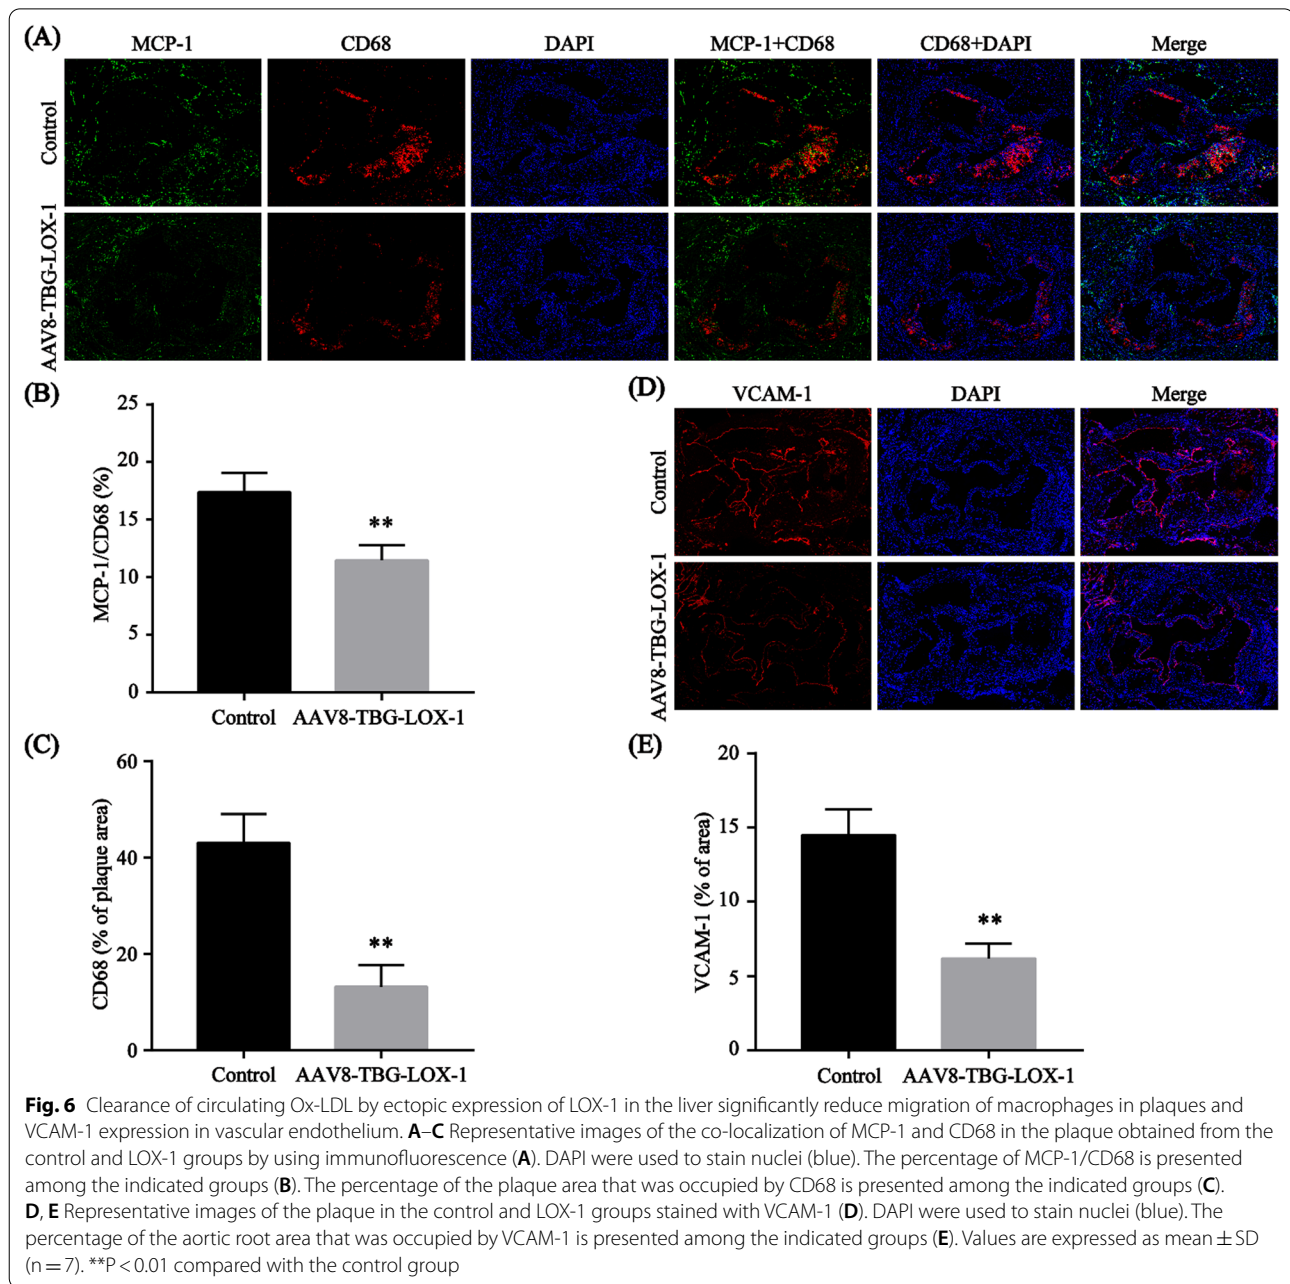 (A)
MCP-1 CD68 DAPI MCP-1+CD68 CD68+DAPI Merge
Control
AAV8-TBG-LOX-1
(B)
MCP-1/CD68 (%)
25
20
15
10
5
0
**
Control AAV8-TBG-LOX-1
(D)
VCAM-1 DAPI Merge
Control
AAV8-TBG-LOX-1
(C)
CD68 (% of plaque area)
60
40
20
0
**
Control AAV8-TBG-LOX-1
(E)
VCAM-1 (% of area)
20
15
10
5
0
**
Control AAV8-TBG-LOX-1
Fig. 6 Clearance of circulating Ox-LDL by ectopic expression of LOX-1 in the liver significantly reduce migration of macrophages in plaques and
VCAM-1 expression in vascular endothelium. A–C Representative images of the co-localization of MCP-1 and CD68 in the plaque obtained from the
control and LOX-1 groups by using immunofluorescence (A). DAPI were used to stain nuclei (blue). The percentage of MCP-1/CD68 is presented
among the indicated groups (B). The percentage of the plaque area that was occupied by CD68 is presented among the indicated groups (C).
D, E Representative images of the plaque in the control and LOX-1 groups stained with VCAM-1 (D). DAPI were used to stain nuclei (blue). The
percentage of the aortic root area that was occupied by VCAM-1 is presented among the indicated groups (E). Values are expressed as mean ± SD
(n = 7). **P < 0.01 compared with the control group